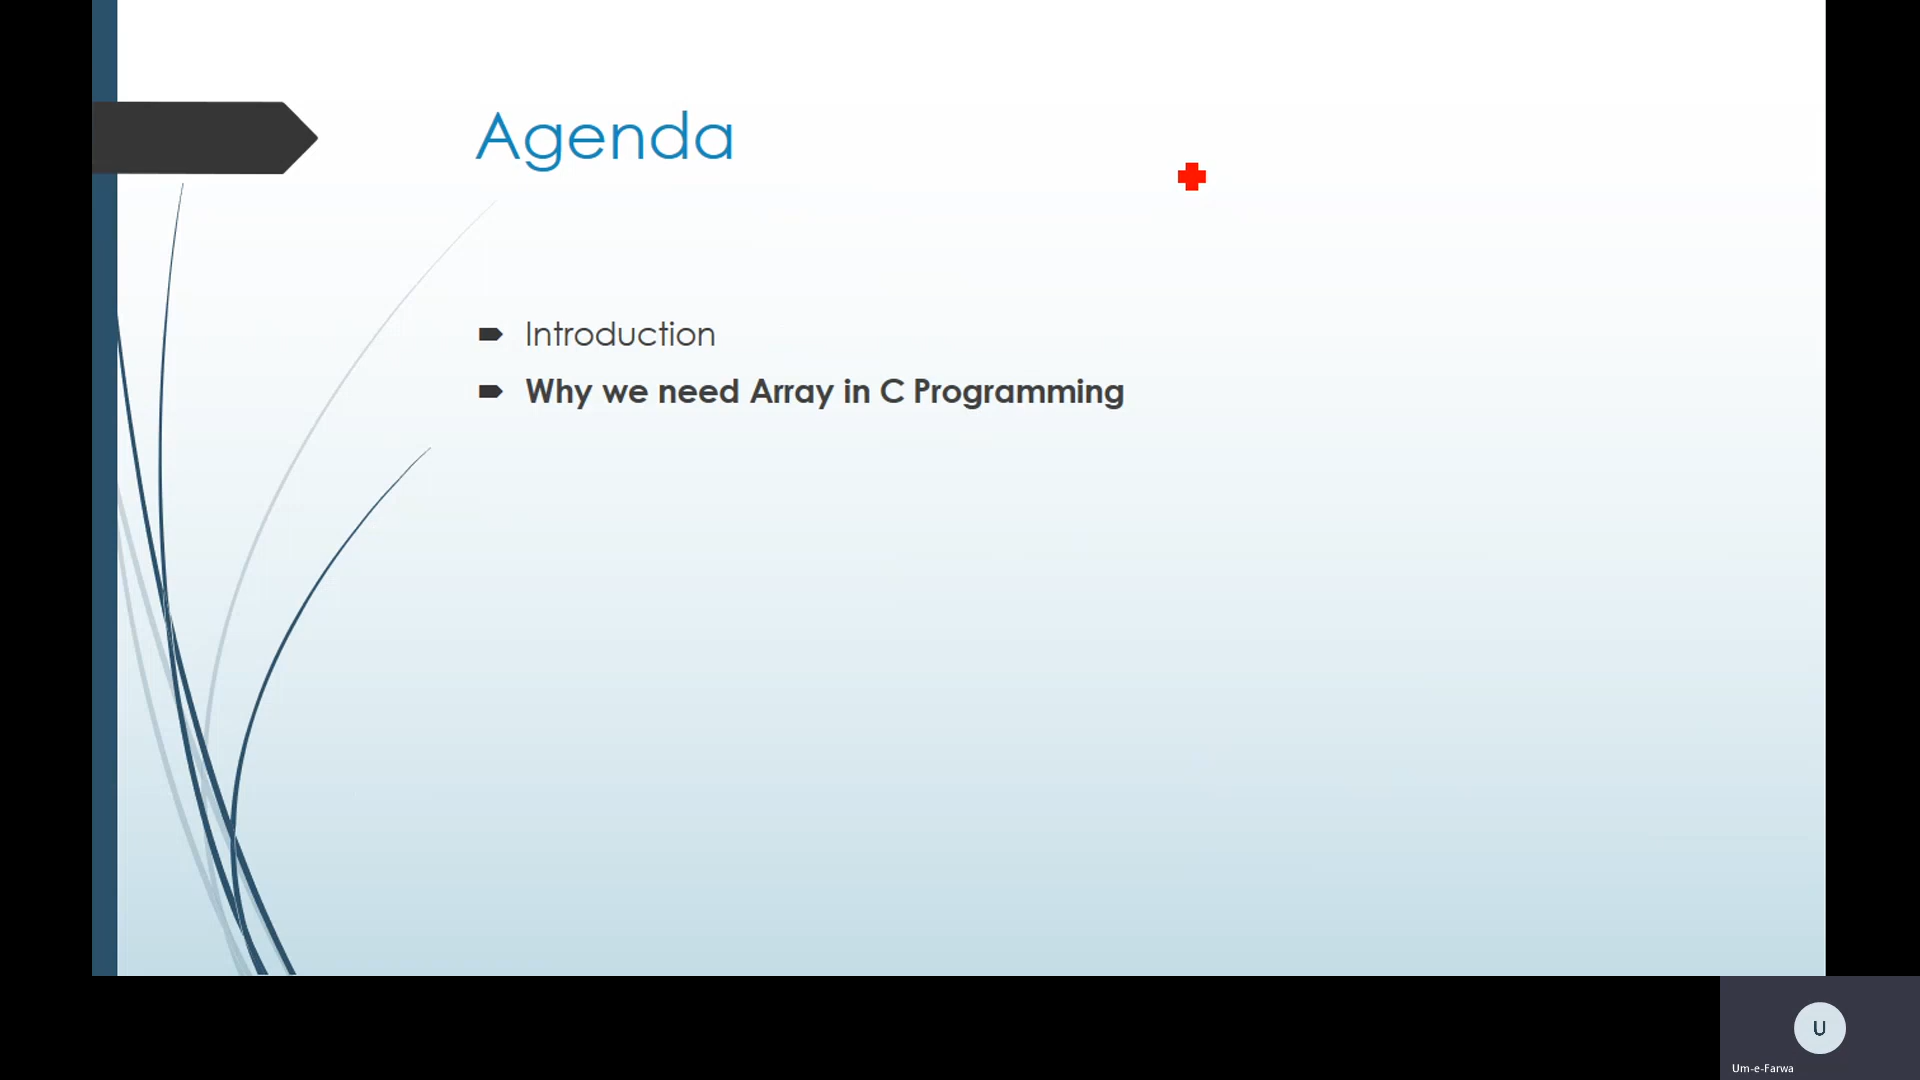 Agenda
Introduction
Why we need Array in C Programming
U
Um-e-Farwa